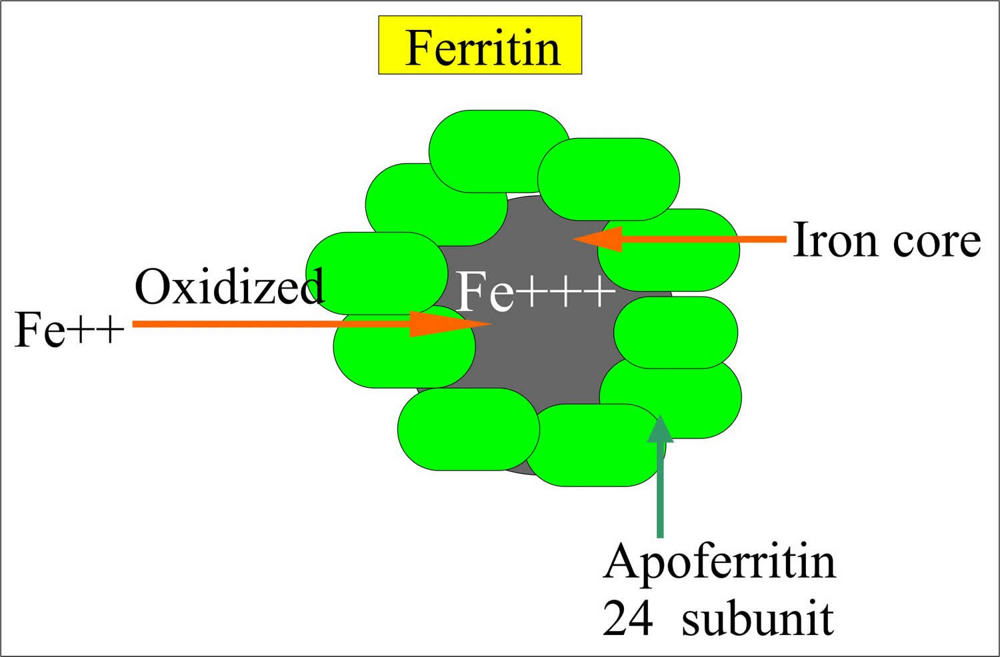 Ferritin
Iron core
Oxidized
Fe+++
Fe++
Apoferritin
24 subunit